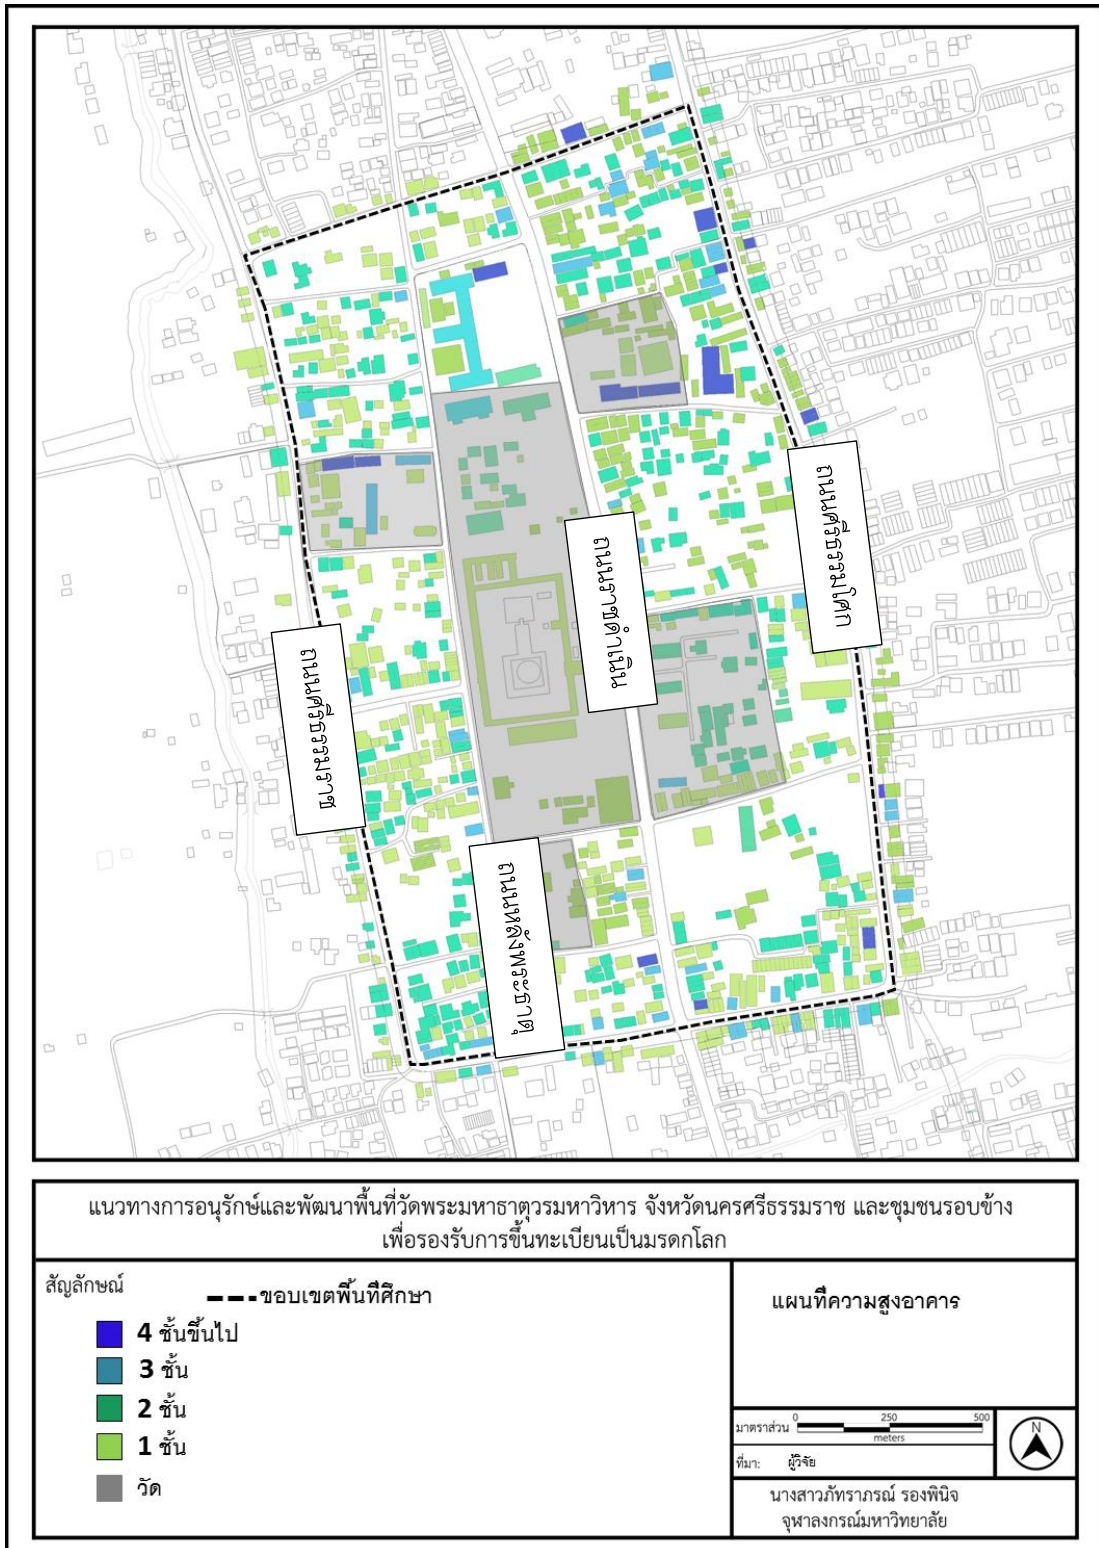 ถนนศรีธรรมโศก
ถนนราชดำเนิน
ถนนศรีธรรมราช
ถนนหลังพระธาตุ
แนวทางการอนุรักษ์และพัฒนาพื้นที่วัดพระมหาธาตุวรมหาวิหาร จังหวัดนครศรีธรรมราช และชุมชนรอบข้าง
เพื่อรองรับการขึ้นทะเบียนเป็นมรดกโลก
สัญลักษณ์
ขอบเขตพื้นที่ศึกษา
4 ชั้นขึ้นไป
3 ชั้น
2 ชั้น
1 ชั้น
วัด
แผนที่ความสูงอาคาร
มาตราส่วน 0 250 500
meters
N
ที่มา: ผู้วิจัย
นางสาวภัทราภรณ์ รองพินิจ
จุฬาลงกรณ์มหาวิทยาลัย